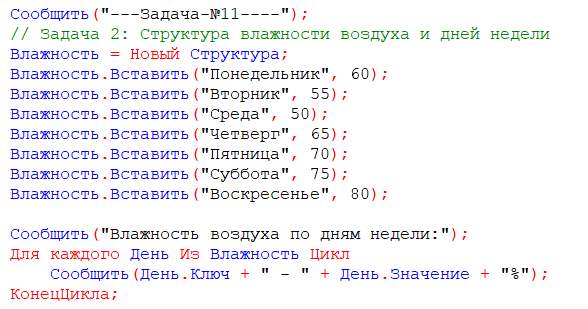 Сообщить("---Задача-№11----");
// Задача 2: Структура влажности воздуха и дней недели
Влажность = Новый Структура;
Влажность.Вставить("Понедельник", 60);
Влажность.Вставить("Вторник", 55);
Влажность.Вставить("Среда", 50);
Влажность.Вставить("Четверг", 65);
Влажность.Вставить("Пятница", 70);
Влажность.Вставить("Суббота", 75);
Влажность.Вставить("Воскресенье", 80);

Сообщить("Влажность воздуха по дням недели:");
Для каждого День Из Влажность Цикл
    Сообщить(День.Ключ + " - " + День.Значение + "%");
КонецЦикла;